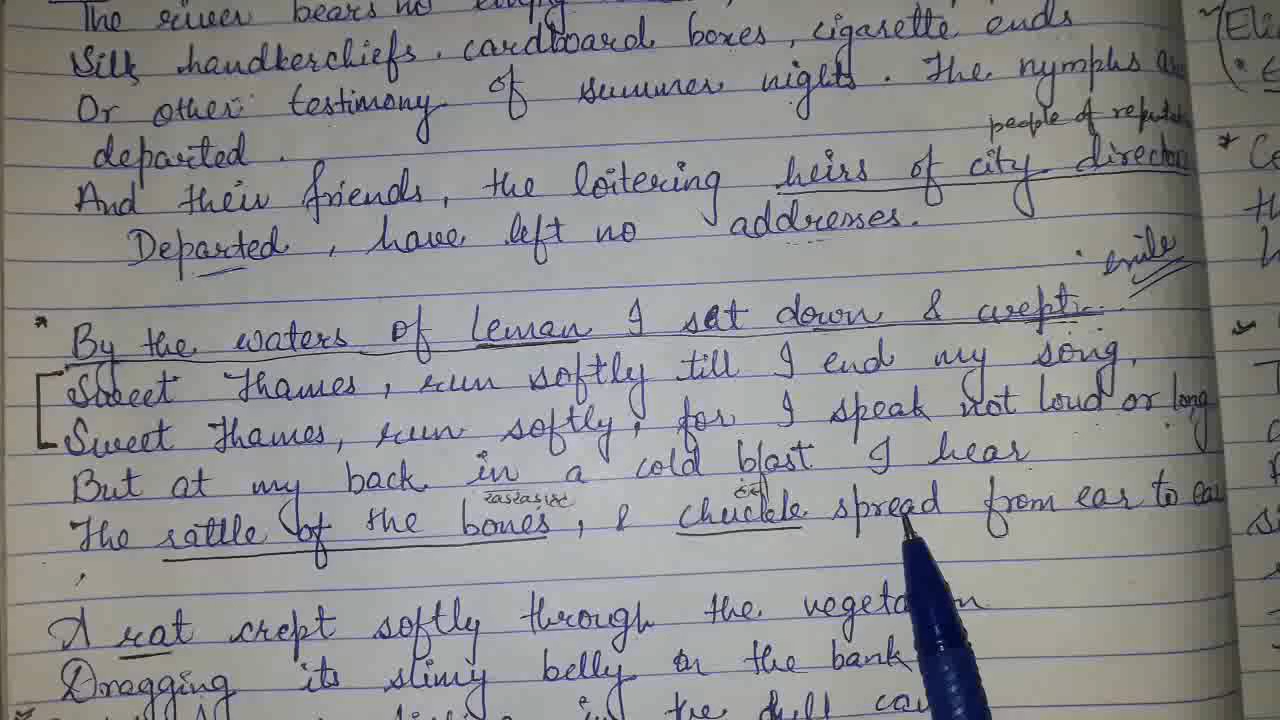 The river bears no
Silk handkerchiefs, cardboard boxes, cigarette ends
Or other testimony of summer nights. The nymphs
people of
departed.
And their friends, the loitering heirs of city
Departed, have left no addresses.
exile
* By the waters of Leman I sat down & wept...
Sweet Thames, run softly till I end my song,
Sweet Thames, run softly, for I speak not loud or long
But at my back in a cold blast I hear
The rattle of the bones, & chuckle spread from ear to ear
A rat crept softly through the
Dragging its slimy belly on the bank
in the dull